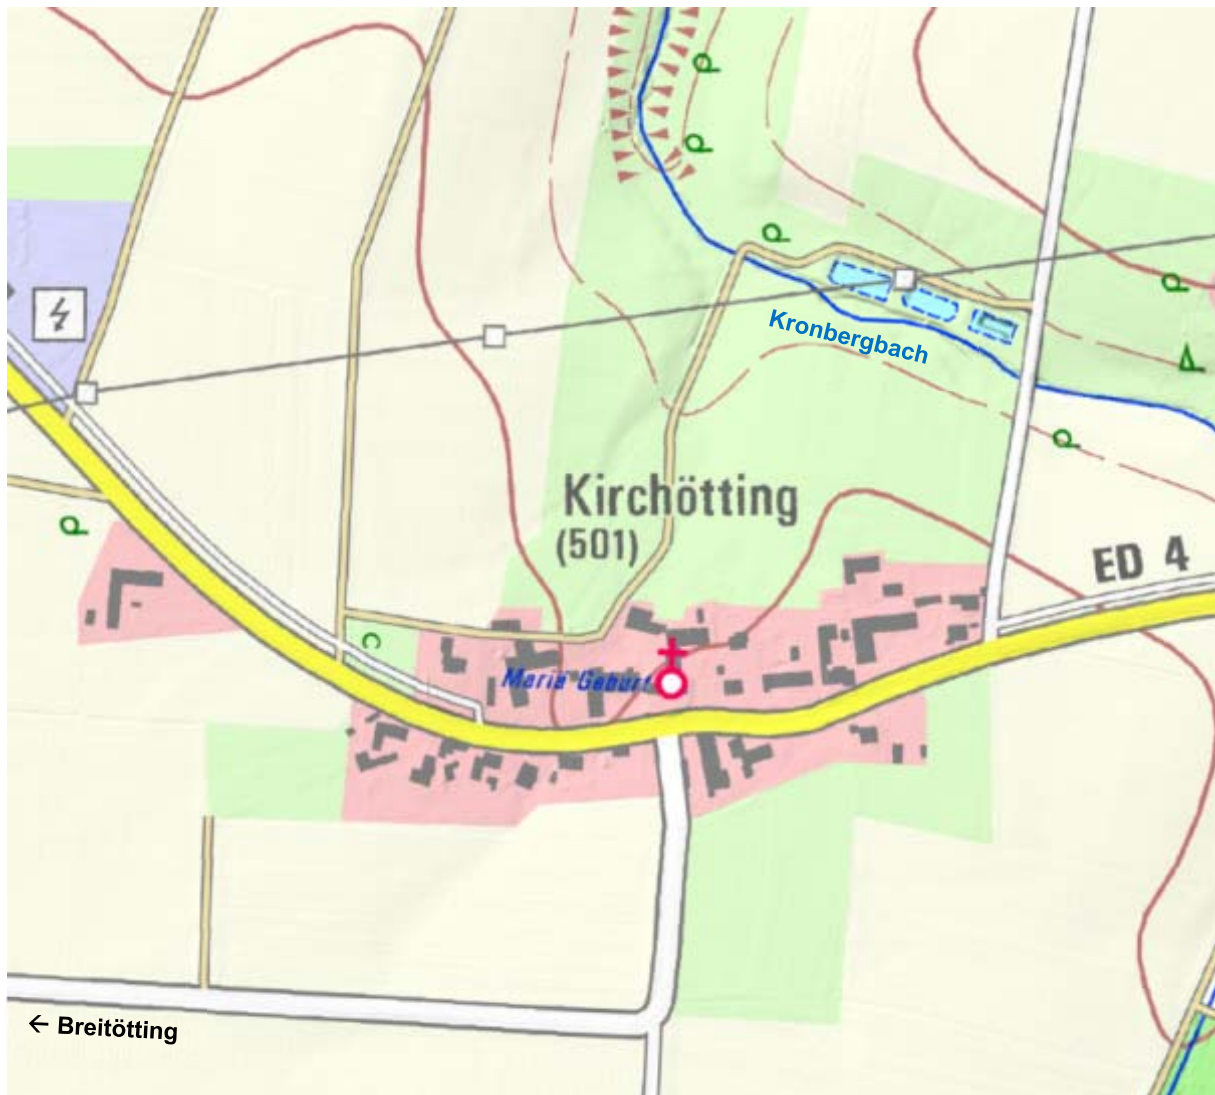 Kronbergbach
Kirchötting
(501)
ED 4
Maria Geburt
← Breitötting